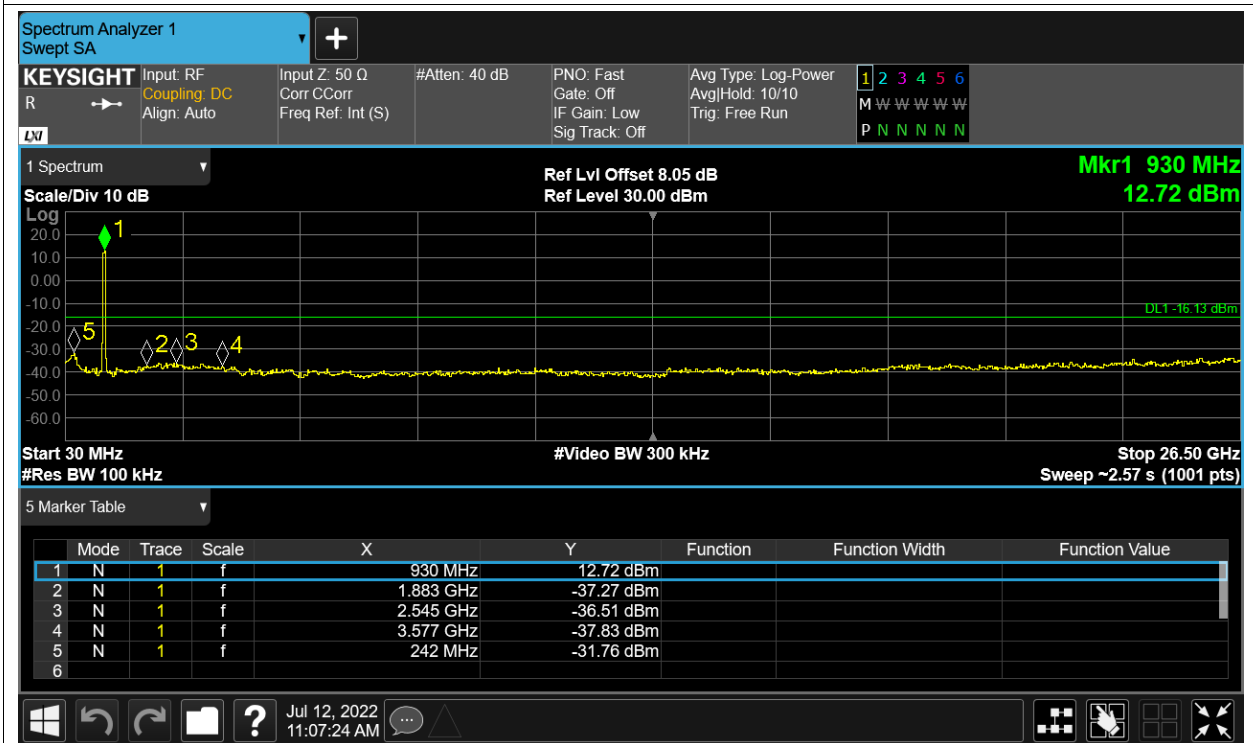 Spectrum Analyzer 1
Swept SA
+
KEYSIGHT Input: RF Input Z: 50 Ω #Atten: 40 dB PNO: Fast Avg Type: Log-Power 1 2 3 4 5 6
R Coupling: DC Corr CCorr Gate: Off Avg|Hold: 10/10 M W W W W W
Align: Auto Freq Ref: Int (S) IF Gain: Low Trig: Free Run
LXI Sig Track: Off P N N N N N
1 Spectrum Ref Lvl Offset 8.05 dB Mkr1 930 MHz
Scale/Div 10 dB Ref Level 30.00 dBm 12.72 dBm
Log
20.0
10.0
0.00
-10.0
-20.0
-30.0
-40.0
-50.0
-60.0
1
5
2
3
4
DL1 -16.13 dBm
Start 30 MHz #Video BW 300 kHz Stop 26.50 GHz
#Res BW 100 kHz Sweep ~2.57 s (1001 pts)
5 Marker Table
Mode Trace Scale X Y Function Function Width Function Value
1 N 1 f 930 MHz 12.72 dBm
2 N 1 f 1.883 GHz -37.27 dBm
3 N 1 f 2.545 GHz -36.51 dBm
4 N 1 f 3.577 GHz -37.83 dBm
5 N 1 f 242 MHz -31.76 dBm
6
? Jul 12, 2022
11:07:24 AM